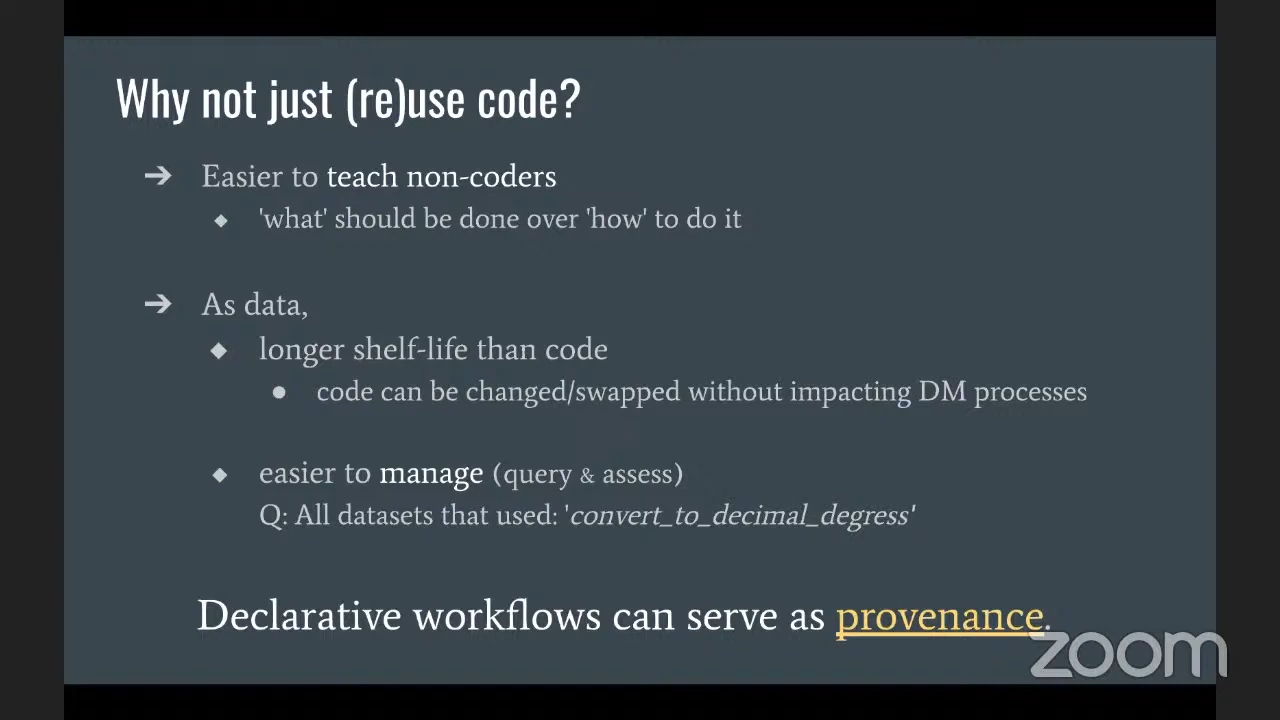 Why not just (re)use code?
➔ Easier to teach non-coders
◆ 'what' should be done over 'how' to do it
➔ As data,
◆ longer shelf-life than code
● code can be changed/swapped without impacting DM processes
◆ easier to manage (query & assess)
Q: All datasets that used: 'convert_to_decimal_degress'
Declarative workflows can serve as provenance.
zoom